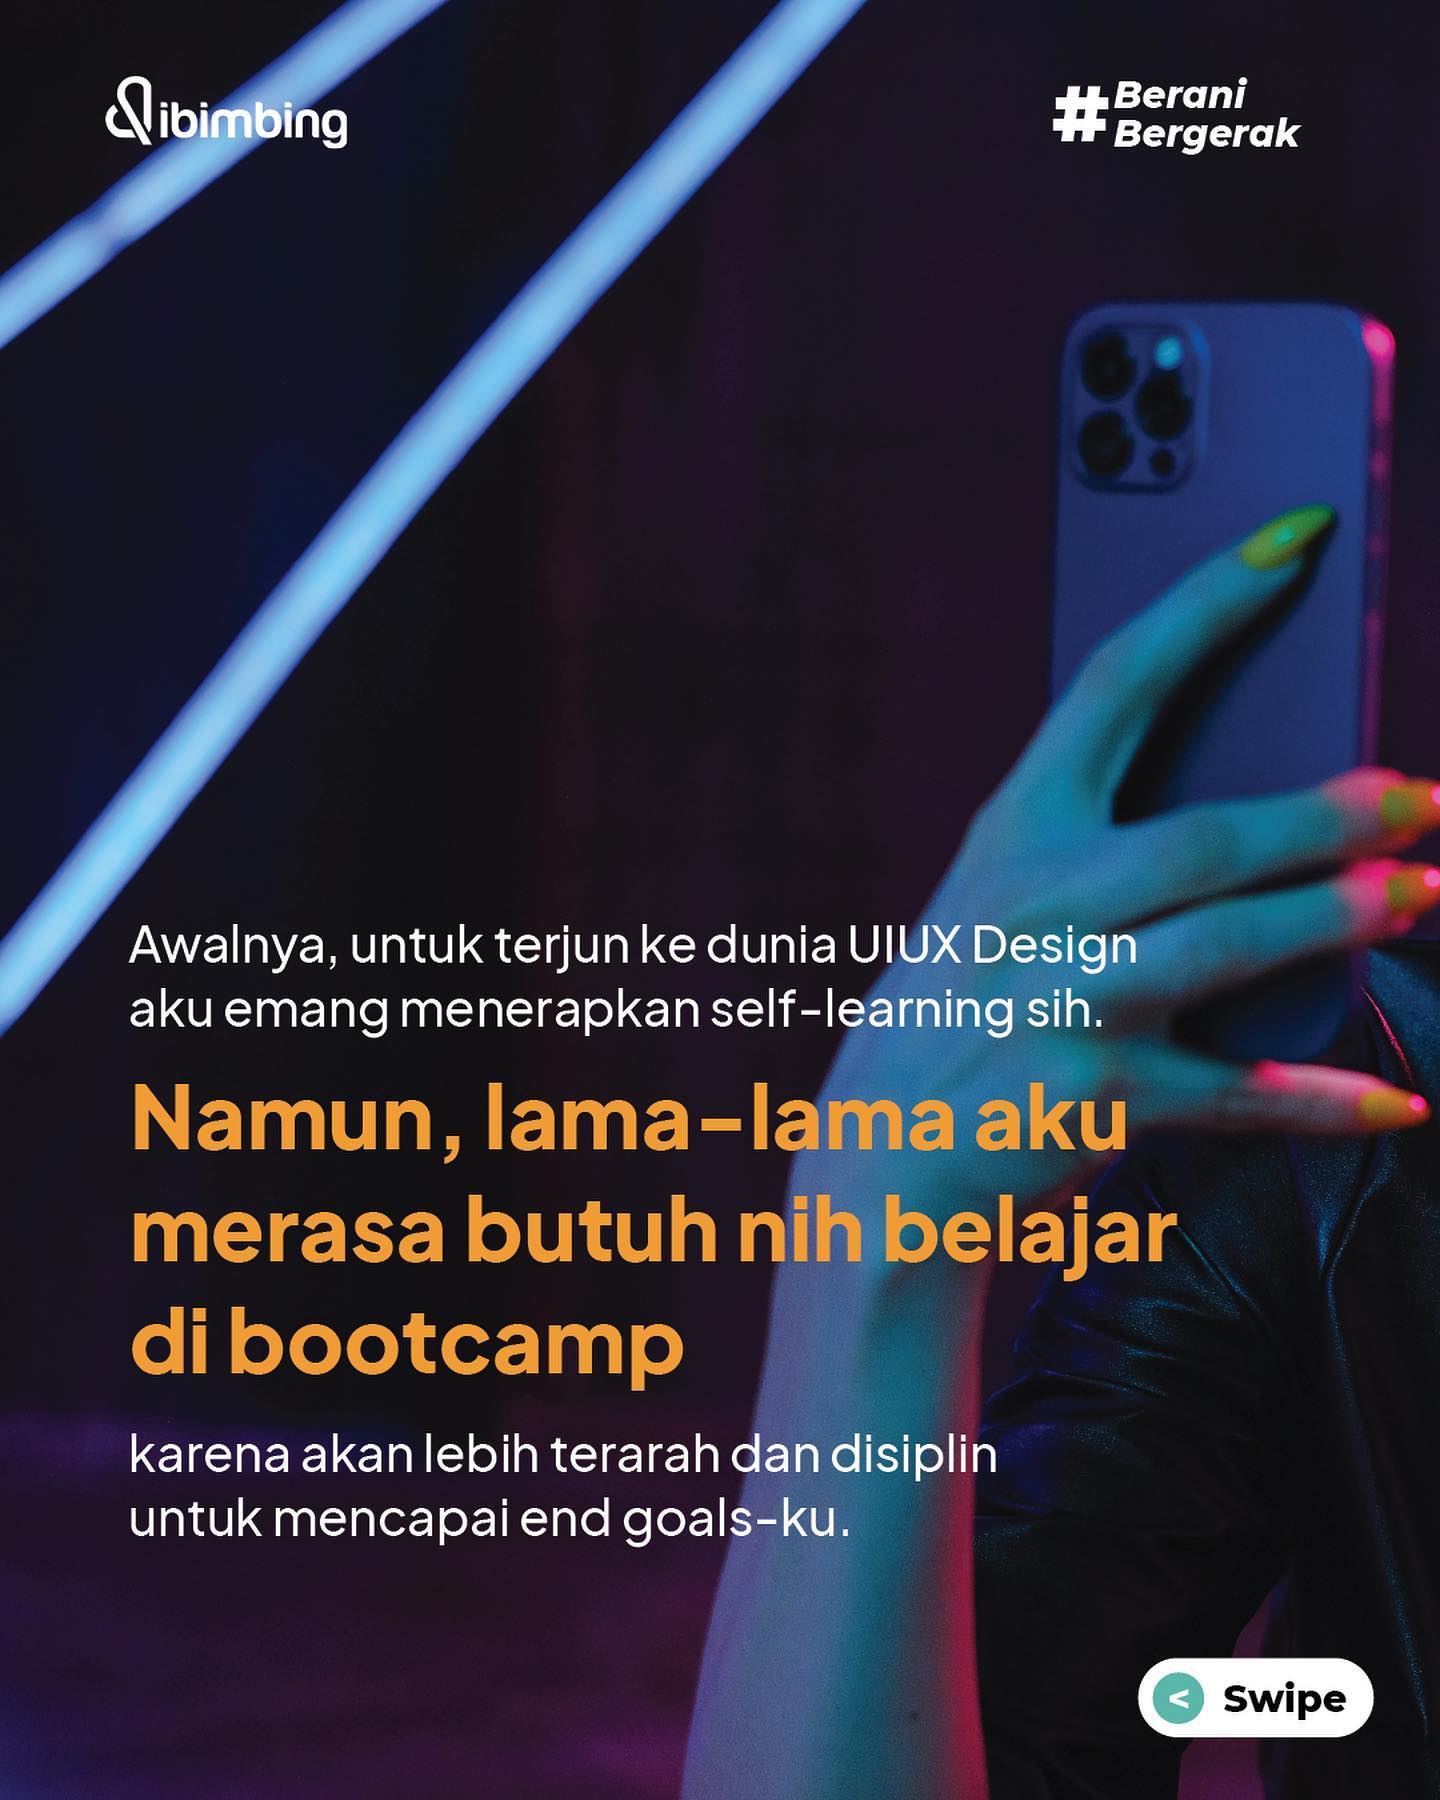 dibimbing
#Berani
Bergerak
Awalnya, untuk terjun ke dunia UIUX Design
aku emang menerapkan self-learning sih.
Namun, lama-lama aku
merasa butuh nih belajar
di bootcamp
karena akan lebih terarah dan disiplin
untuk mencapai end goals-ku.
< Swipe